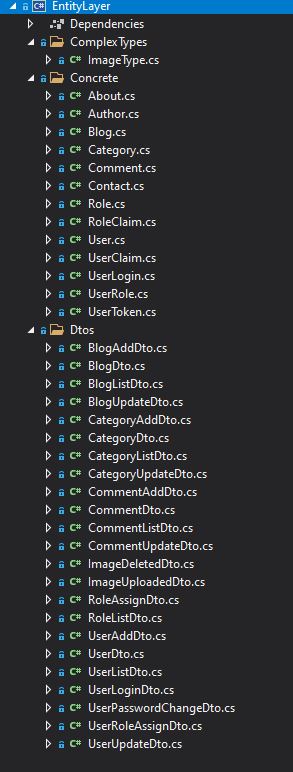 EntityLayer
Dependencies
ComplexTypes
C# ImageType.cs
Concrete
C# About.cs
C# Author.cs
C# Blog.cs
C# Category.cs
C# Comment.cs
C# Contact.cs
C# Role.cs
C# RoleClaim.cs
C# User.cs
C# UserClaim.cs
C# UserLogin.cs
C# UserRole.cs
C# UserToken.cs
Dtos
C# BlogAddDto.cs
C# BlogDto.cs
C# BlogListDto.cs
C# BlogUpdateDto.cs
C# CategoryAddDto.cs
C# CategoryDto.cs
C# CategoryListDto.cs
C# CategoryUpdateDto.cs
C# CommentAddDto.cs
C# CommentDto.cs
C# CommentListDto.cs
C# CommentUpdateDto.cs
C# ImageDeletedDto.cs
C# ImageUploadedDto.cs
C# RoleAssignDto.cs
C# RoleListDto.cs
C# UserAddDto.cs
C# UserDto.cs
C# UserListDto.cs
C# UserLoginDto.cs
C# UserPasswordChangeDto.cs
C# UserRoleAssignDto.cs
C# UserUpdateDto.cs